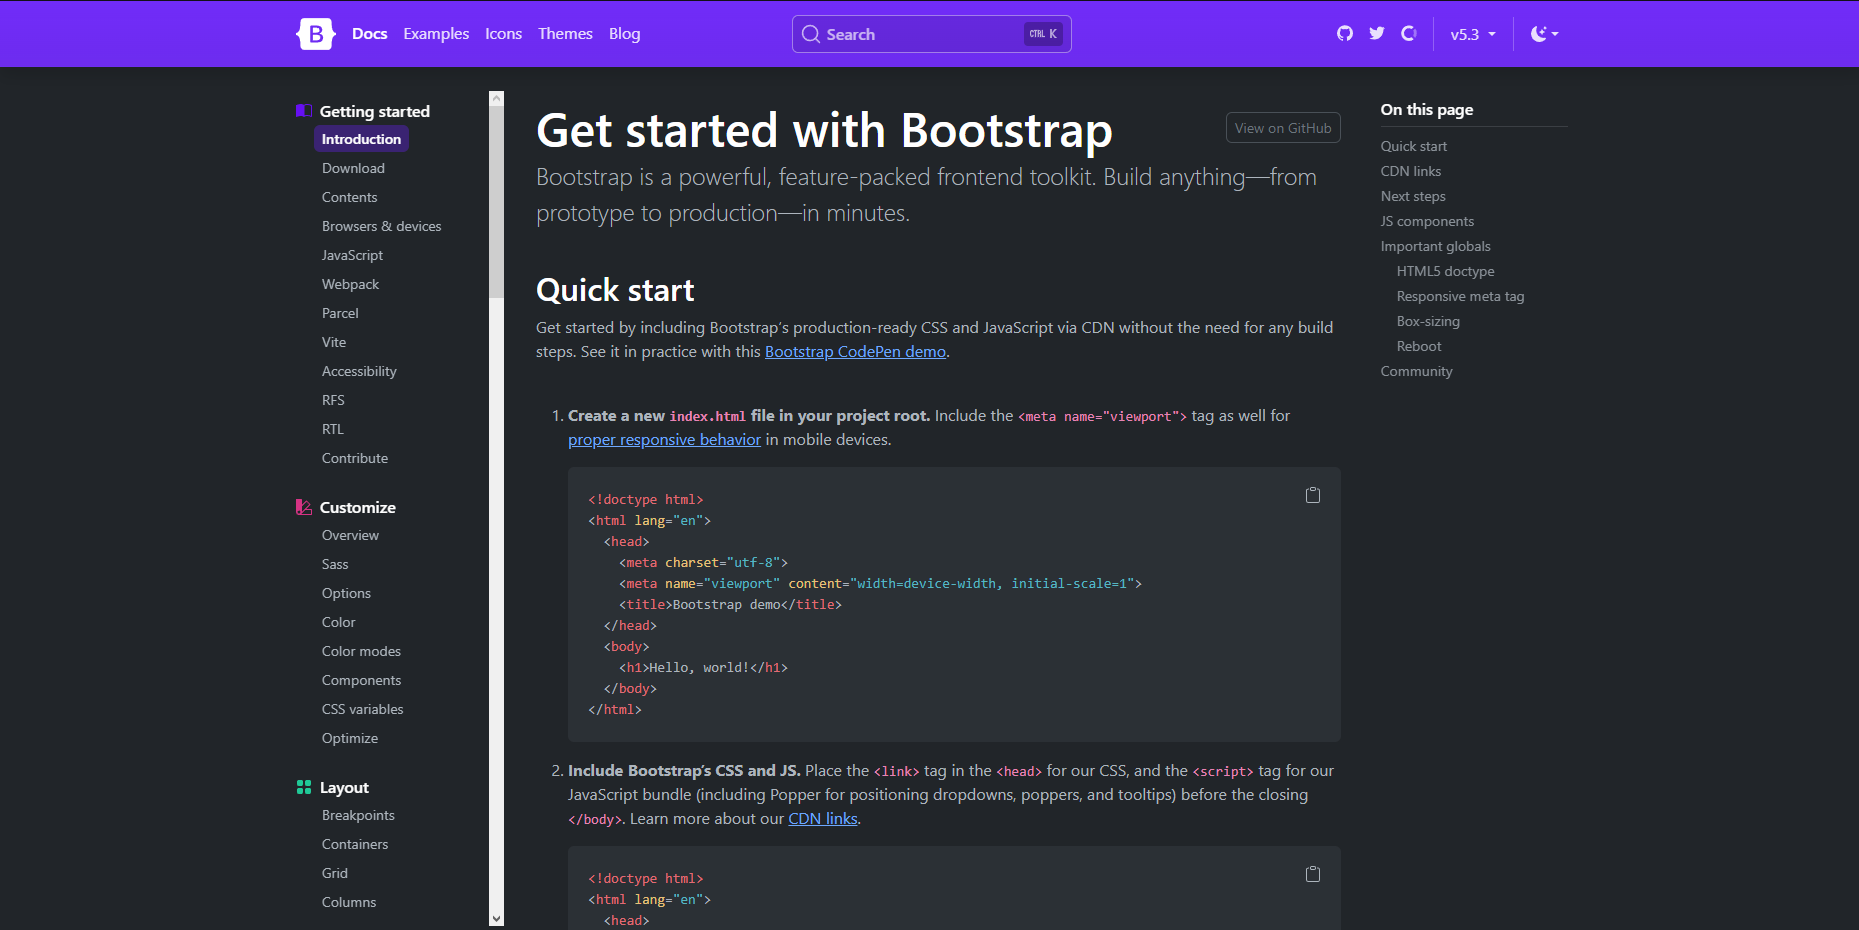 B Docs Examples Icons Themes Blog Search CTRL K v5.3
Getting started
Introduction
Download
Contents
Browsers & devices
JavaScript
Webpack
Parcel
Vite
Accessibility
RFS
RTL
Contribute
Customize
Overview
Sass
Options
Color
Color modes
Components
CSS variables
Optimize
Layout
Breakpoints
Containers
Grid
Columns
Get started with Bootstrap
View on GitHub
Bootstrap is a powerful, feature-packed frontend toolkit. Build anything—from
prototype to production—in minutes.
Quick start
Get started by including Bootstrap’s production-ready CSS and JavaScript via CDN without the need for any build
steps. See it in practice with this Bootstrap CodePen demo.
1. Create a new index.html file in your project root. Include the <meta name="viewport"> tag as well for
proper responsive behavior in mobile devices.
<!doctype html>
<html lang="en">
  <head>
    <meta charset="utf-8">
    <meta name="viewport" content="width=device-width, initial-scale=1">
    <title>Bootstrap demo</title>
  </head>
  <body>
    <h1>Hello, world!</h1>
  </body>
</html>
2. Include Bootstrap’s CSS and JS. Place the <link> tag in the <head> for our CSS, and the <script> tag for our
JavaScript bundle (including Popper for positioning dropdowns, poppers, and tooltips) before the closing
</body>. Learn more about our CDN links.
<!doctype html>
<html lang="en">
  <head>
On this page
Quick start
CDN links
Next steps
JS components
Important globals
HTML5 doctype
Responsive meta tag
Box-sizing
Reboot
Community